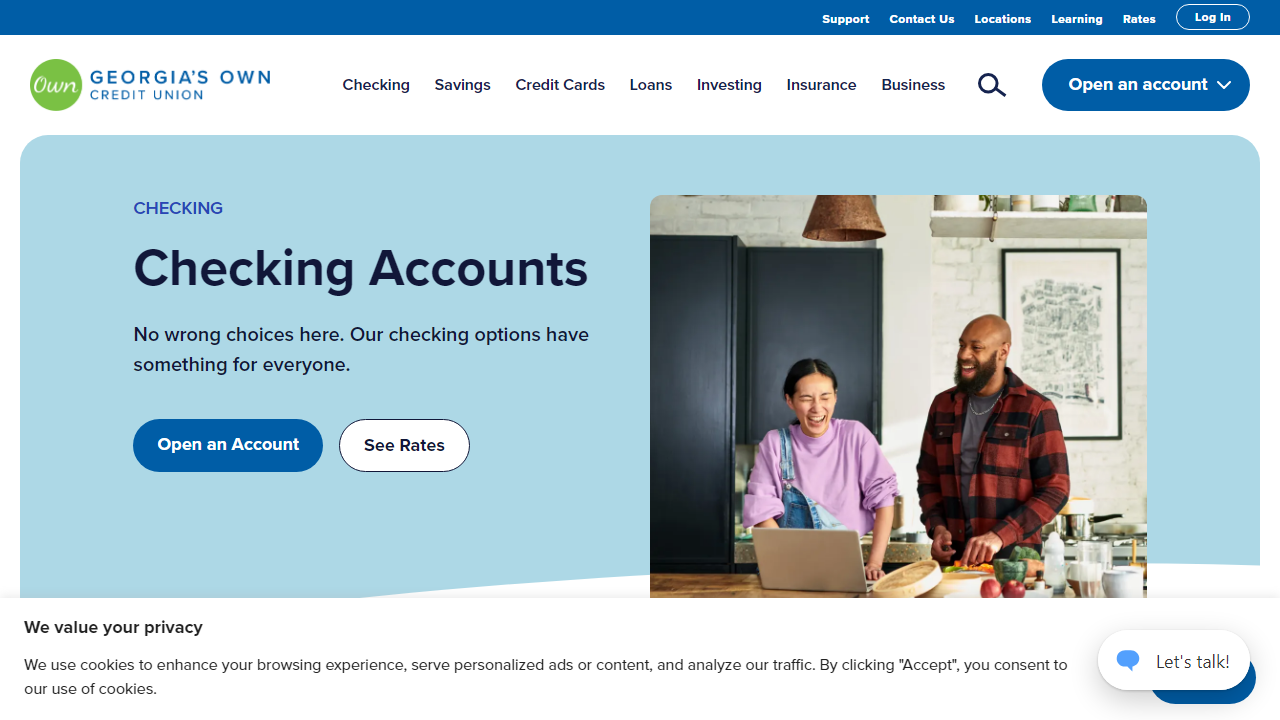 Support Contact Us Locations Learning Rates Log In
Own GEORGIA'S OWN
CREDIT UNION
Checking Savings Credit Cards Loans Investing Insurance Business Open an account
CHECKING
Checking Accounts
No wrong choices here. Our checking options have
something for everyone.
Open an Account See Rates
We value your privacy
We use cookies to enhance your browsing experience, serve personalized ads or content, and analyze our traffic. By clicking "Accept", you consent to
our use of cookies.
Let's talk!